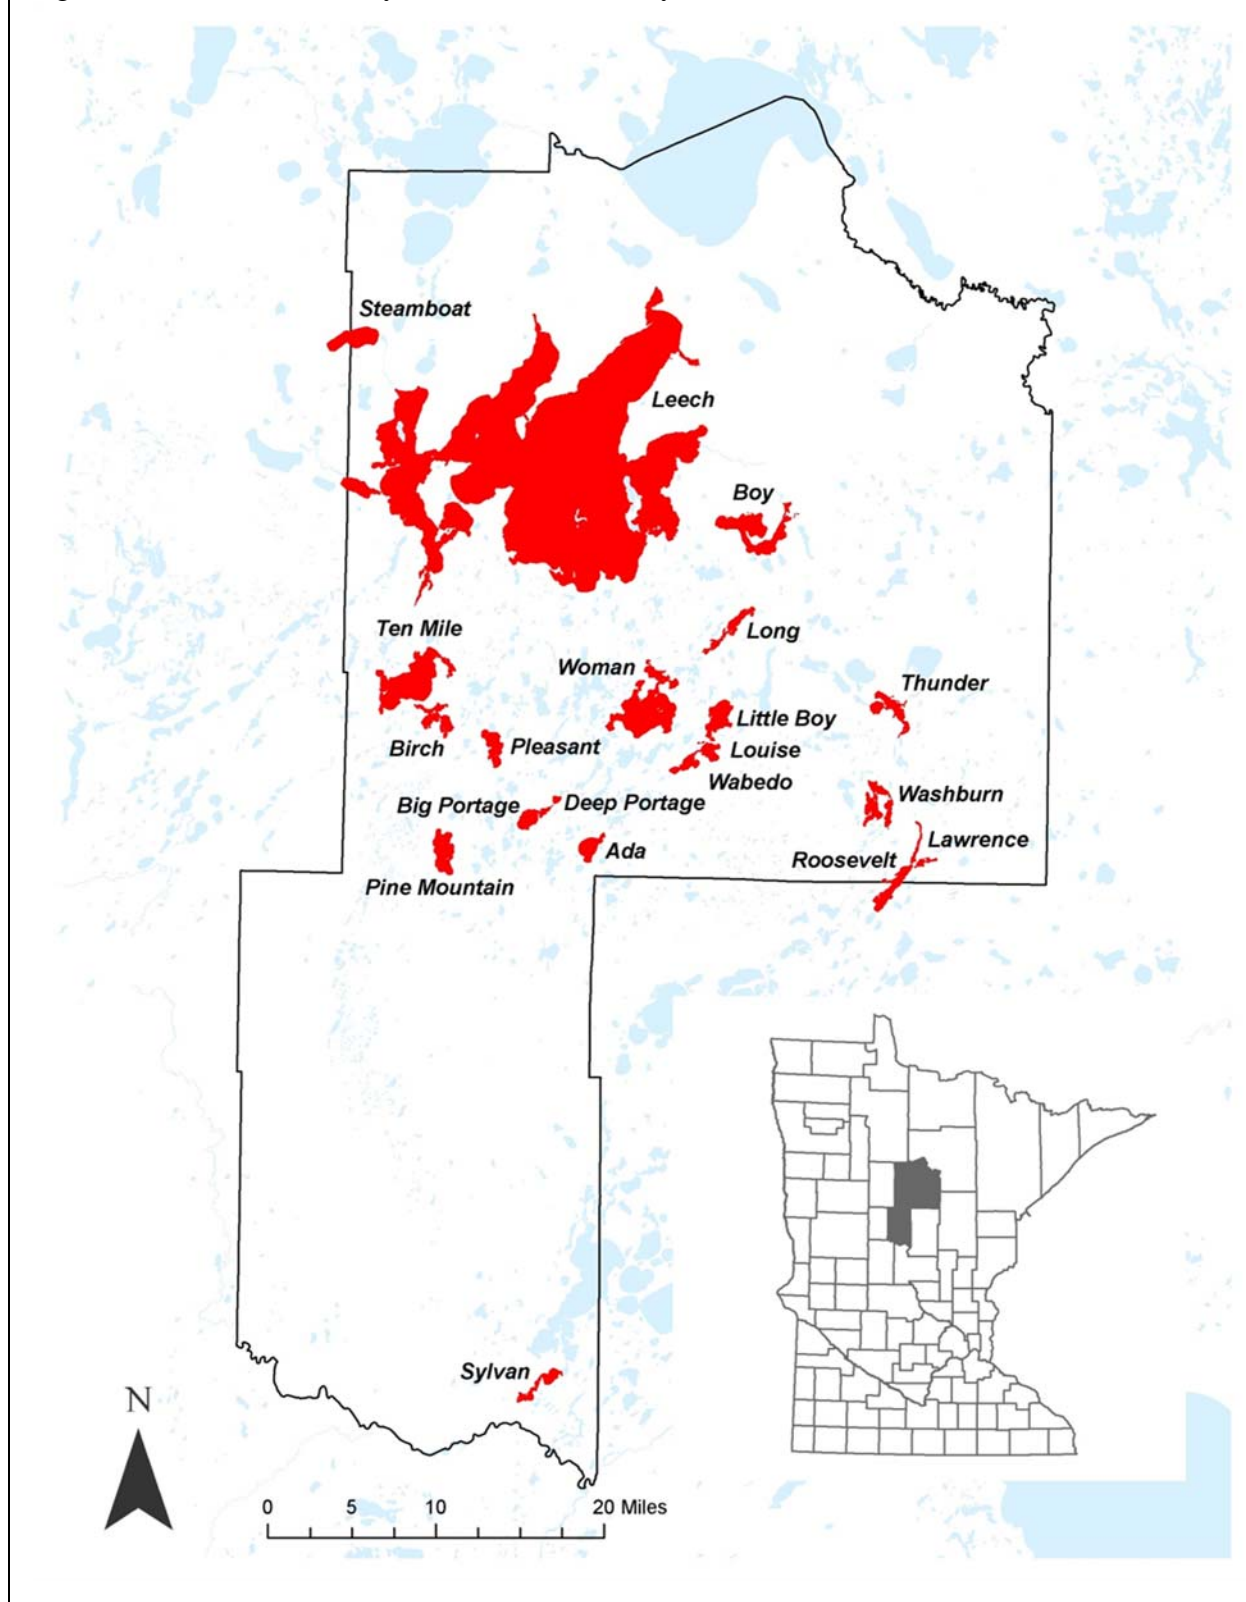 Steamboat
Leech
Boy
Ten Mile
Long
Woman
Thunder
Little Boy
Birch
Pleasant
Louise
Wabedo
Washburn
Big Portage
Deep Portage
Lawrence
Ada
Roosevelt
Pine Mountain
Sylvan
N
0 5 10 20 Miles